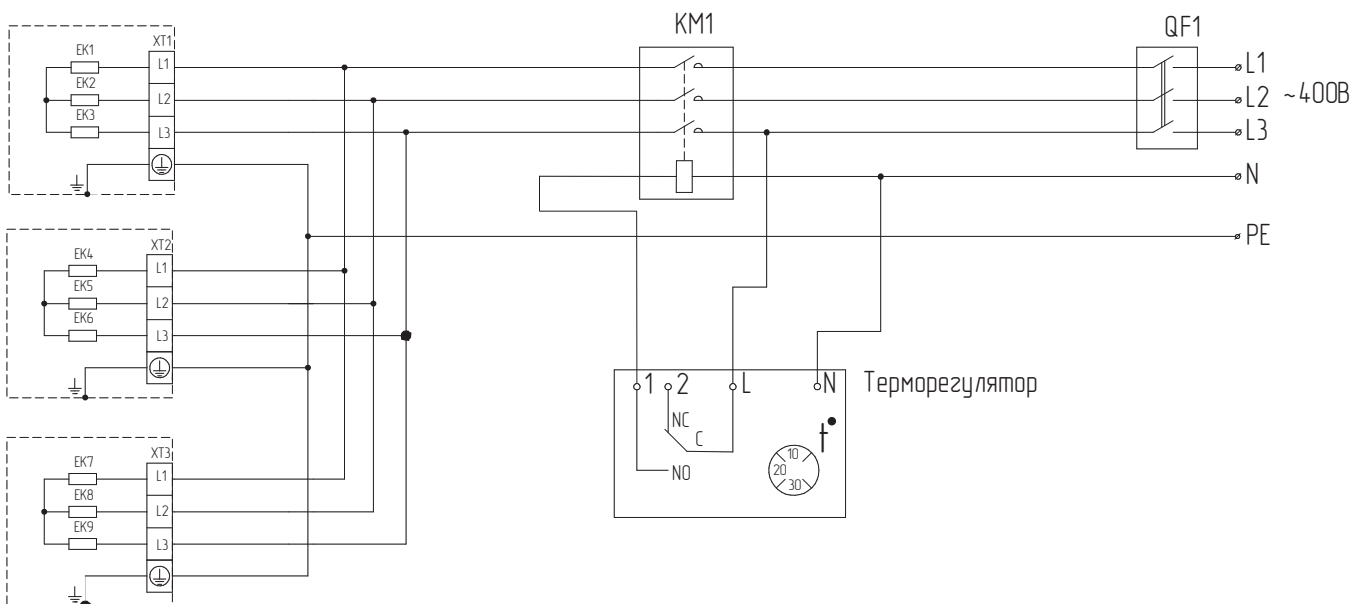 KM1
QF1
XT1
EK1
L1
EK2
L2
EK3
L3
L1
L2 ~400В
L3
N
PE
XT2
EK4
L1
EK5
L2
EK6
L3
1 2 L N Терморегулятор
NC
C
NO
t
10
20
30
XT3
EK7
L1
EK8
L2
EK9
L3